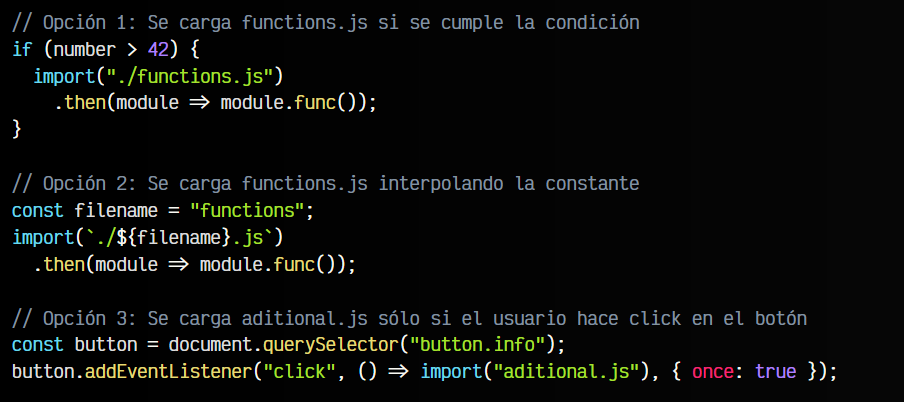 // Opción 1: Se carga functions.js si se cumple la condición
if (number > 42) {
  import("./functions.js")
    .then(module => module.func());
}

// Opción 2: Se carga functions.js interpolando la constante
const filename = "functions";
import(`./${filename}.js`)
  .then(module => module.func());

// Opción 3: Se carga aditional.js sólo si el usuario hace click en el botón
const button = document.querySelector("button.info");
button.addEventListener("click", () => import("aditional.js"), { once: true });